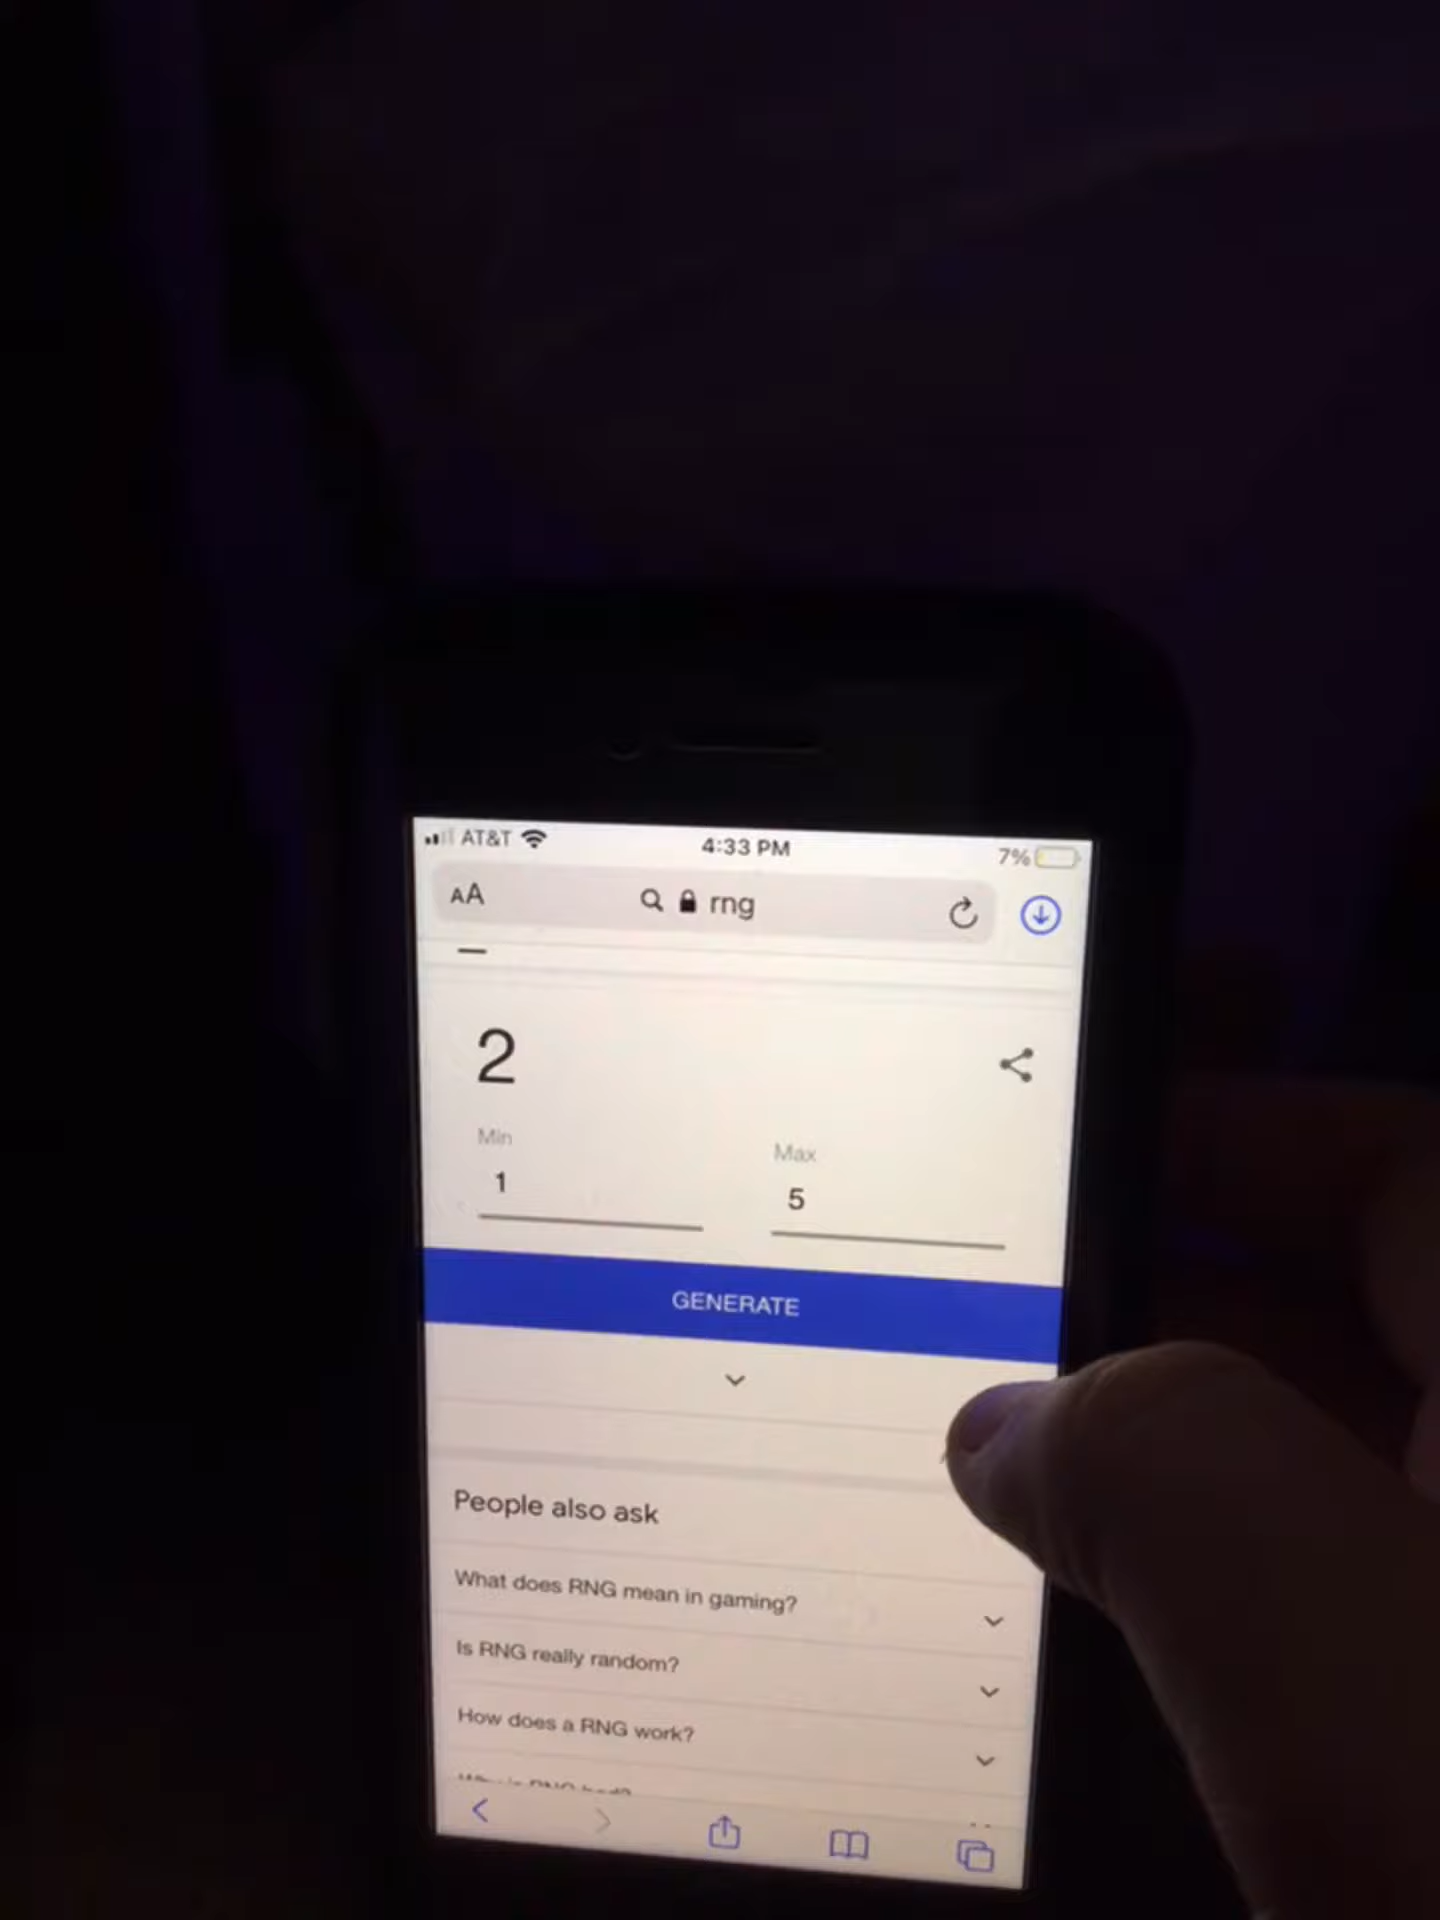 AT&T 4:33 PM 7%
AA rng
2
Min Max
1 5
GENERATE
People also ask
What does RNG mean in gaming?
Is RNG really random?
How does a RNG work?